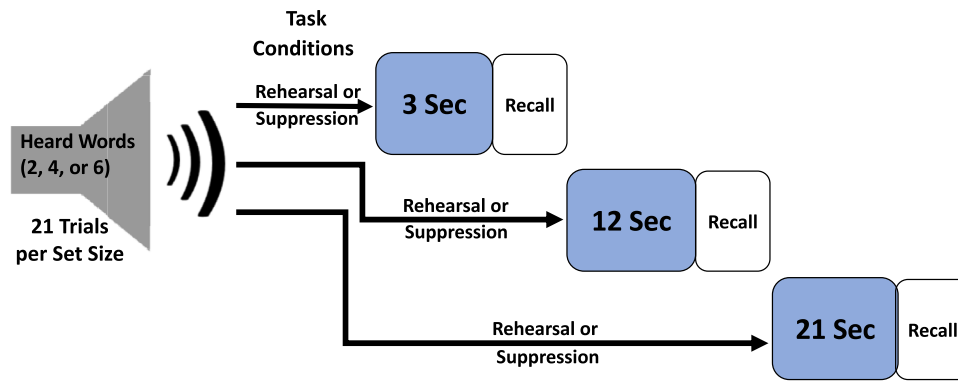 Task
Conditions
Heard Words
(2, 4, or 6)
21 Trials
per Set Size
Rehearsal or
Suppression
3 Sec
Recall
Rehearsal or
Suppression
12 Sec
Recall
Rehearsal or
Suppression
21 Sec
Recall